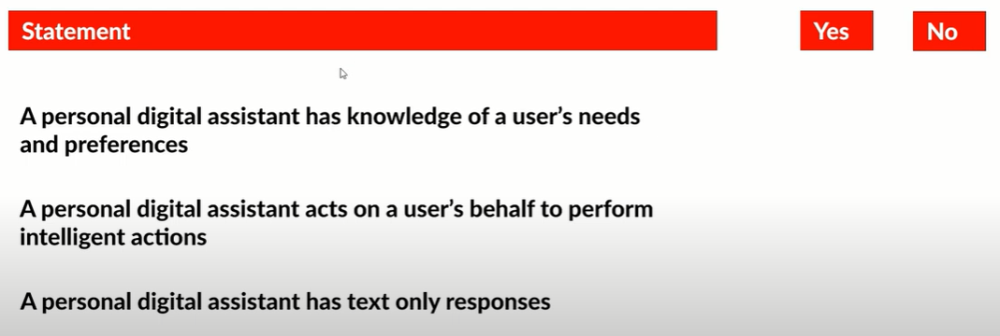 Statement Yes No
A personal digital assistant has knowledge of a user’s needs
and preferences
A personal digital assistant acts on a user’s behalf to perform
intelligent actions
A personal digital assistant has text only responses